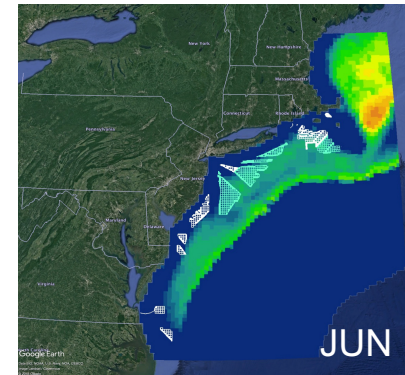 New York
New Hampshire
Massachusetts
Connecticut
Rhode Island
Pennsylvania
New Jersey
Maryland
Delaware
Virginia
Google Earth
JUN